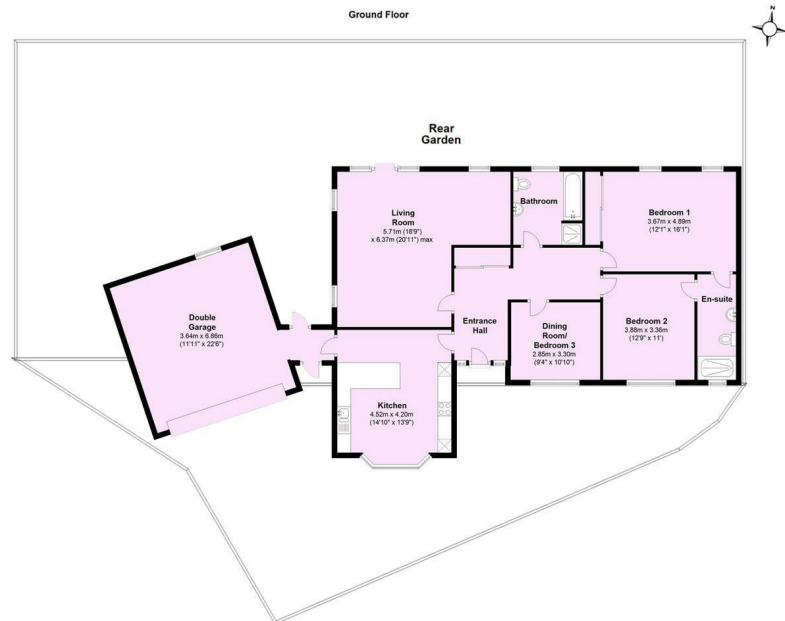 Ground Floor
N
Rear
Garden
Living
Room
5.71m (18'9")
x 6.37m (20'11") max
Bathroom
Bedroom 1
3.67m x 4.89m
(12'1" x 16'1")
Double
Garage
3.64m x 6.86m
(11'11" x 22'6")
Entrance
Hall
Dining
Room/
Bedroom 3
2.85m x 3.30m
(9'4" x 10'10")
Bedroom 2
3.88m x 3.36m
(12'9" x 11')
En-suite
Kitchen
4.52m x 4.20m
(14'10" x 13'9")